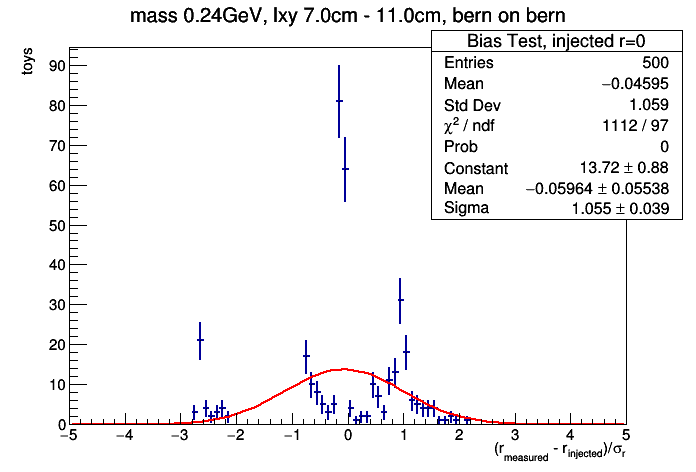 mass 0.24GeV, lxy 7.0cm - 11.0cm, bern on bern
Bias Test, injected r=0
Entries 500
Mean −0.04595
Std Dev 1.059
χ² / ndf 1112 / 97
Prob 0
Constant 13.72 ± 0.88
Mean −0.05964 ± 0.05538
Sigma 1.055 ± 0.039
toys
90
80
70
60
50
40
30
20
10
0
−5 −4 −3 −2 −1 0 1 2 3 4 5
(r_measured - r_injected)/σ_r